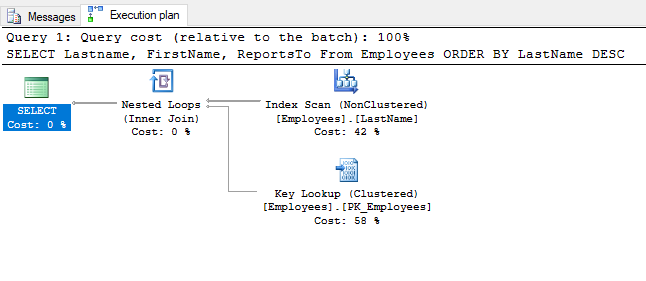 Messages
Execution plan
Query 1: Query cost (relative to the batch): 100%
SELECT Lastname, FirstName, ReportsTo From Employees ORDER BY LastName DESC
SELECT
Cost: 0 %
Nested Loops
(Inner Join)
Cost: 0 %
Index Scan (NonClustered)
[Employees].[LastName]
Cost: 42 %
Key Lookup (Clustered)
[Employees].[PK_Employees]
Cost: 58 %